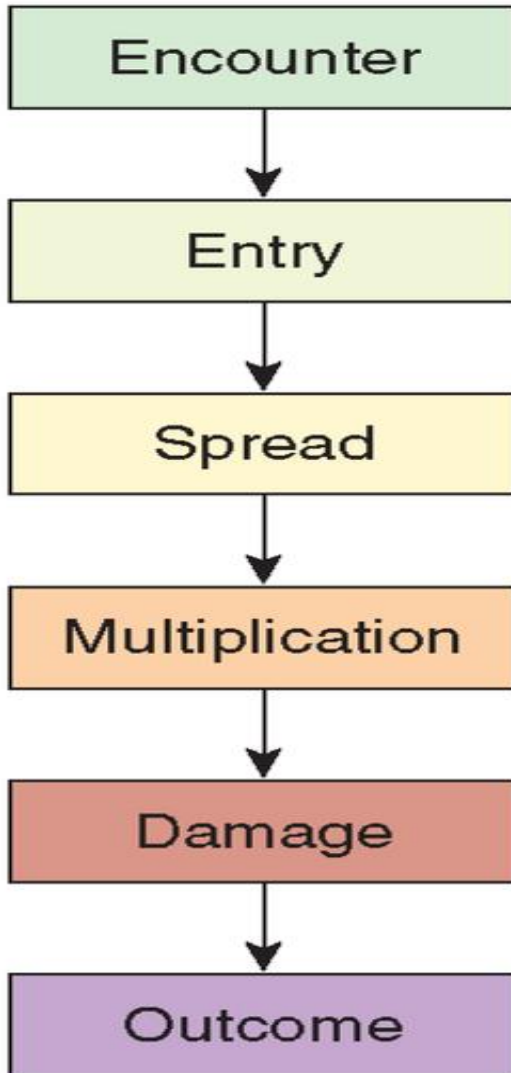 Encounter
Entry
Spread
Multiplication
Damage
Outcome